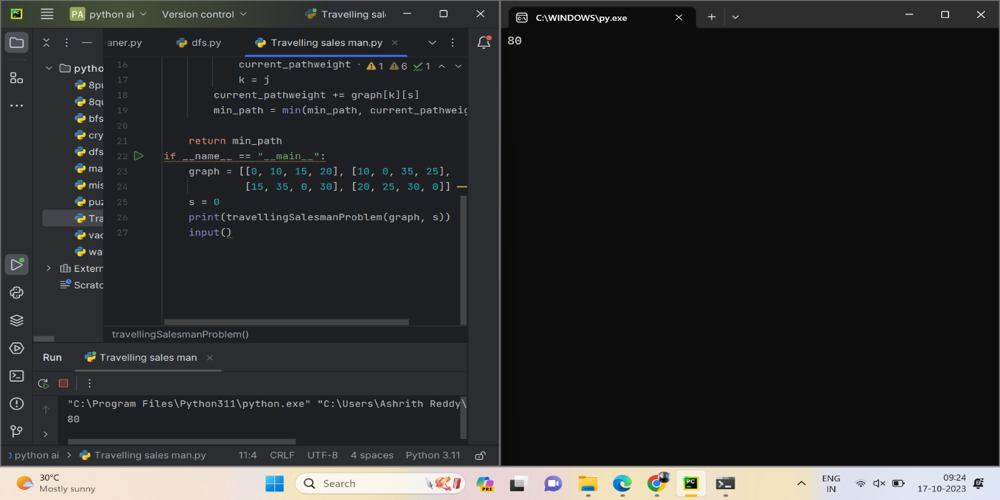 PC
PA python ai
Version control
Travelling sal
aner.py
dfs.py
Travelling sales man.py
pytho
8pu
8qu
bfs
cry
dfs
ma
mis
puz
Tra
vac
wa
Extern
Scratc
1 6 1
16 current_pathweight
17 k = j
18 current_pathweight += graph[k][s]
19 min_path = min(min_path, current_pathweig
20
21 return min_path
22 if __name__ == "__main__":
23 graph = [[0, 10, 15, 20], [10, 0, 35, 25],
24 [15, 35, 0, 30], [20, 25, 30, 0]]
25 s = 0
26 print(travellingSalesmanProblem(graph, s))
27 input()
travellingSalesmanProblem()
Run
Travelling sales man
"C:\Program Files\Python311\python.exe" "C:\Users\Ashrith Reddy\
80
python ai > Travelling sales man.py 11:4 CRLF UTF-8 4 spaces Python 3.11
C:\WINDOWS\py.exe
80
30°C
Mostly sunny
Search
PRE
PC
ENG
IN
09:24
17-10-2023